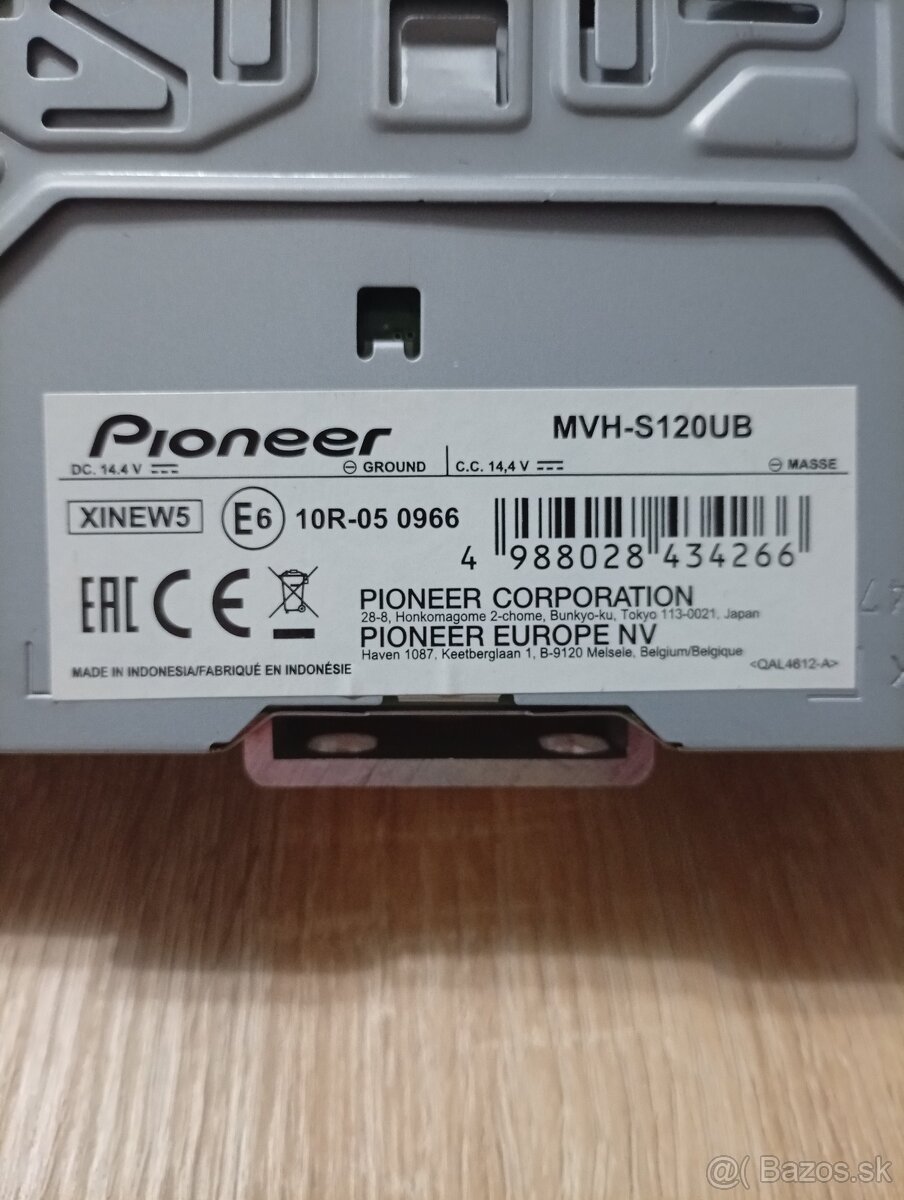 Pioneer MVH-S120UB
DC. 14.4 V ⎓ ⊖ GROUND C.C. 14,4 V ⎓ ⊖ MASSE
XINEW5 E6 10R-05 0966
4 988028 434266
EAC CE
PIONEER CORPORATION
28-8, Honkomagome 2-chome, Bunkyo-ku, Tokyo 113-0021, Japan
PIONEER EUROPE NV
Haven 1087, Keetberglaan 1, B-9120 Melsele, Belgium/Belgique
MADE IN INDONESIA/FABRIQUÉ EN INDONÉSIE <QAL4612-A>
@( Bazos.sk